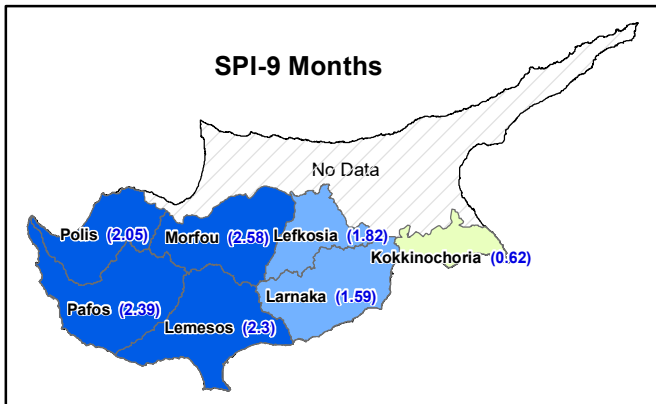 SPI-9 Months
No Data
Polis (2.05)
Morfou (2.58)
Lefkosia (1.82)
Kokkinochoria (0.62)
Pafos (2.39)
Lemesos (2.3)
Larnaka (1.59)